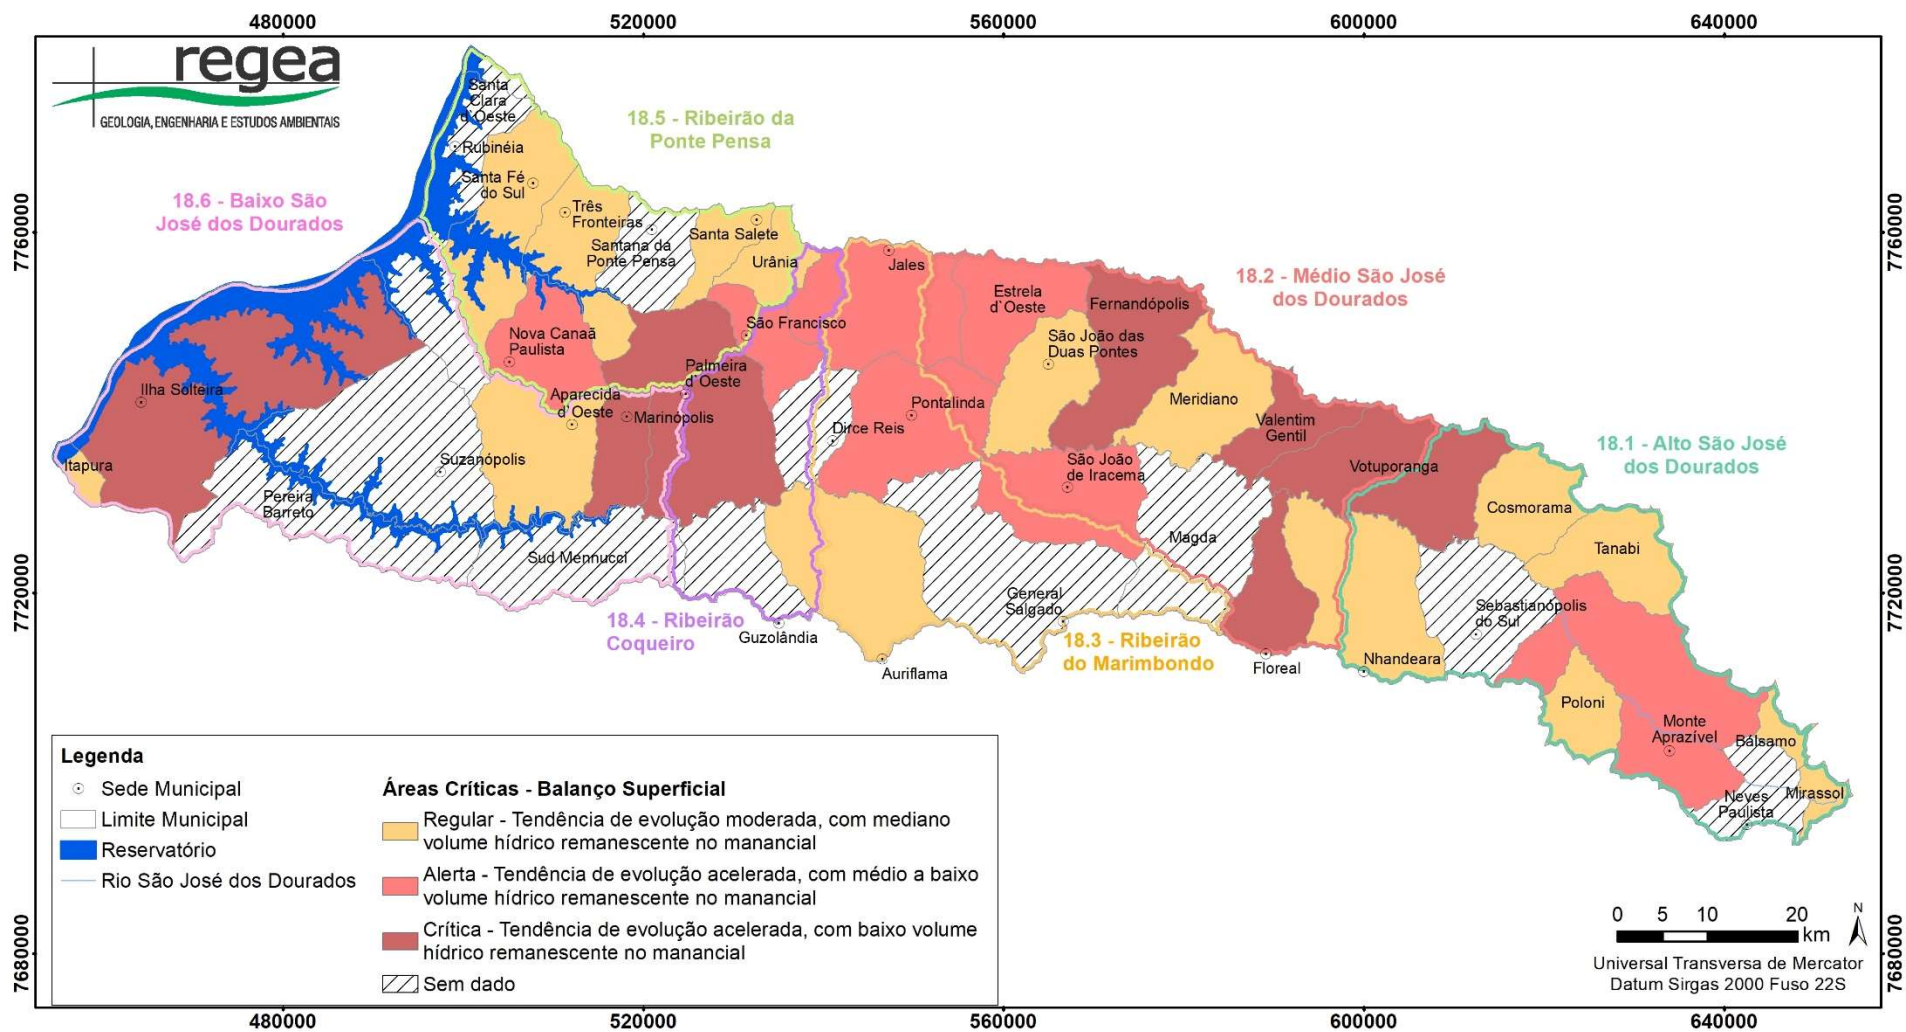 480000
520000
560000
600000
640000
regea
GEOLOGIA, ENGENHARIA E ESTUDOS AMBIENTAIS
7760000
7720000
7680000
7760000
7720000
7680000
18.5 - Ribeirão da
Ponte Pensa
18.6 - Baixo São
José dos Dourados
18.2 - Médio São José
dos Dourados
18.1 - Alto São José
dos Dourados
18.4 - Ribeirão
Coqueiro
18.3 - Ribeirão
do Marimbondo
Santa
Clara
d`Oeste
Rubinéia
Santa Fé
do Sul
Três
Fronteiras
Santana da
Ponte Pensa
Santa Salete
Urânia
Jales
Estrela
d`Oeste
Fernandópolis
São João das
Duas Pontes
Nova Canaã
Paulista
São Francisco
Palmeira
d`Oeste
Aparecida
d`Oeste
Marinópolis
Ilha Solteira
Itapura
Suzanópolis
Pereira
Barreto
Sud Mennucci
Dirce Reis
Pontalinda
Meridiano
Valentim
Gentil
Votuporanga
São João
de Iracema
Magda
Cosmorama
Tanabi
General
Salgado
Guzolândia
Auriflama
Floreal
Nhandeara
Sebastianópolis
do Sul
Poloni
Monte
Aprazível
Bálsamo
Neves
Paulista
Mirassol
Legenda
Sede Municipal
Limite Municipal
Reservatório
Rio São José dos Dourados
Áreas Críticas - Balanço Superficial
Regular - Tendência de evolução moderada, com mediano
volume hídrico remanescente no manancial
Alerta - Tendência de evolução acelerada, com médio a baixo
volume hídrico remanescente no manancial
Crítica - Tendência de evolução acelerada, com baixo volume
hídrico remanescente no manancial
Sem dado
0 5 10 20
km
N
Universal Transversa de Mercator
Datum Sirgas 2000 Fuso 22S
480000
520000
560000
600000
640000